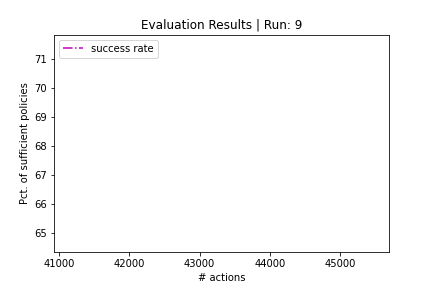 Evaluation Results | Run: 9
success rate
Pct. of sufficient policies
71
70
69
68
67
66
65
41000 42000 43000 44000 45000
# actions